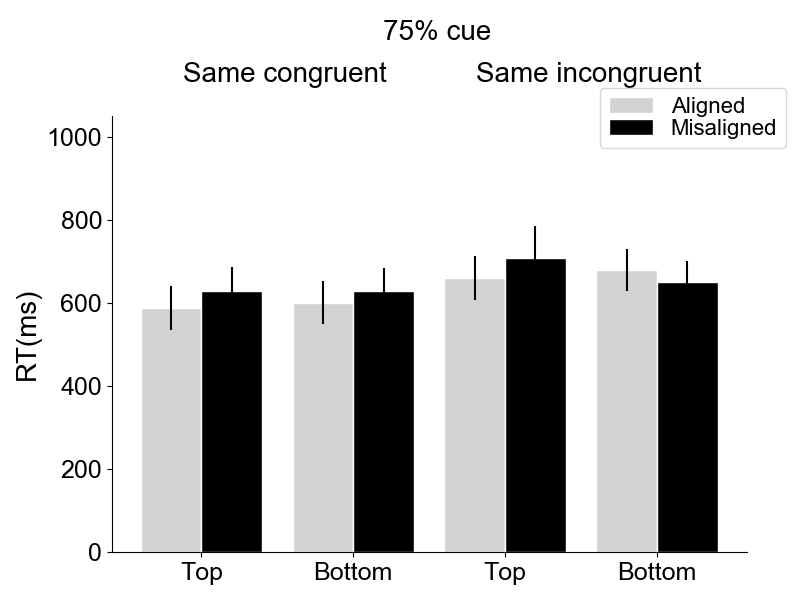 75% cue
Same congruent
Same incongruent
Aligned
Misaligned
1000
800
600
400
200
0
RT(ms)
Top
Bottom
Top
Bottom